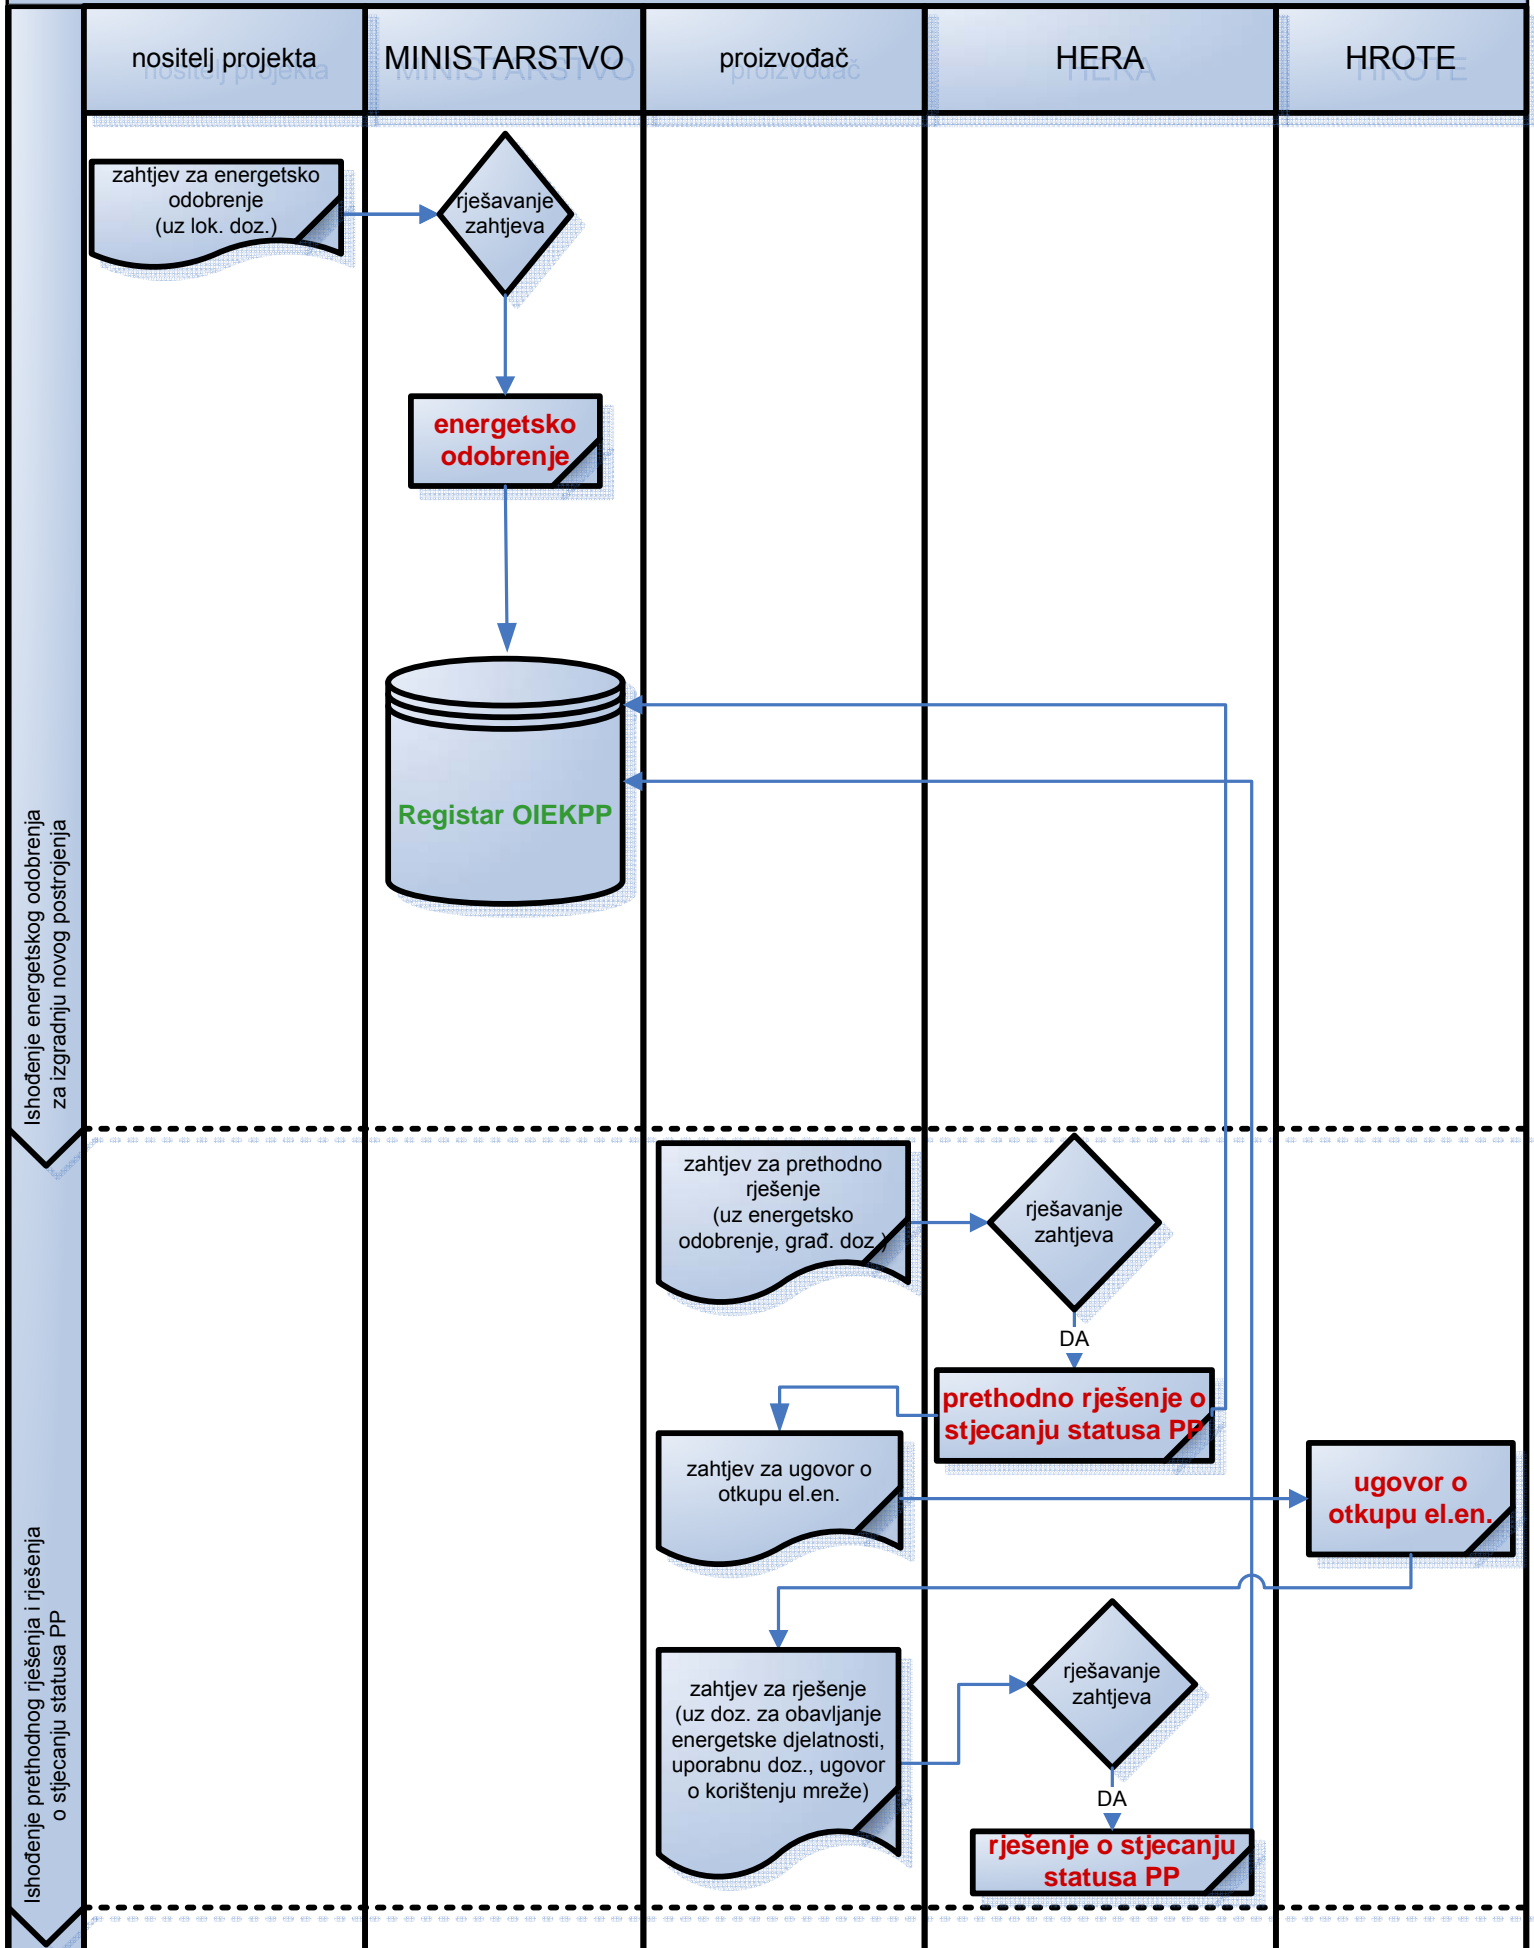 nositelj projekta
MINISTARSTVO
proizvođač
HERA
HROTE
zahtjev za energetsko
odobrenje
(uz lok. doz.)
rješavanje
zahtjeva
energetsko
odobrenje
Registar OIEKPP
Ishođenje energetskog odobrenja
za izgradnju novog postrojenja
zahtjev za prethodno
rješenje
(uz energetsko
odobrenje, građ. doz.)
rješavanje
zahtjeva
DA
prethodno rješenje o
stjecanju statusa PP
zahtjev za ugovor o
otkupu el.en.
ugovor o
otkupu el.en.
zahtjev za rješenje
(uz doz. za obavljanje
energetske djelatnosti,
uporabnu doz., ugovor
o korištenju mreže)
rješavanje
zahtjeva
DA
rješenje o stjecanju
statusa PP
Ishođenje prethodnog rješenja i rješenja
o stjecanju statusa PP